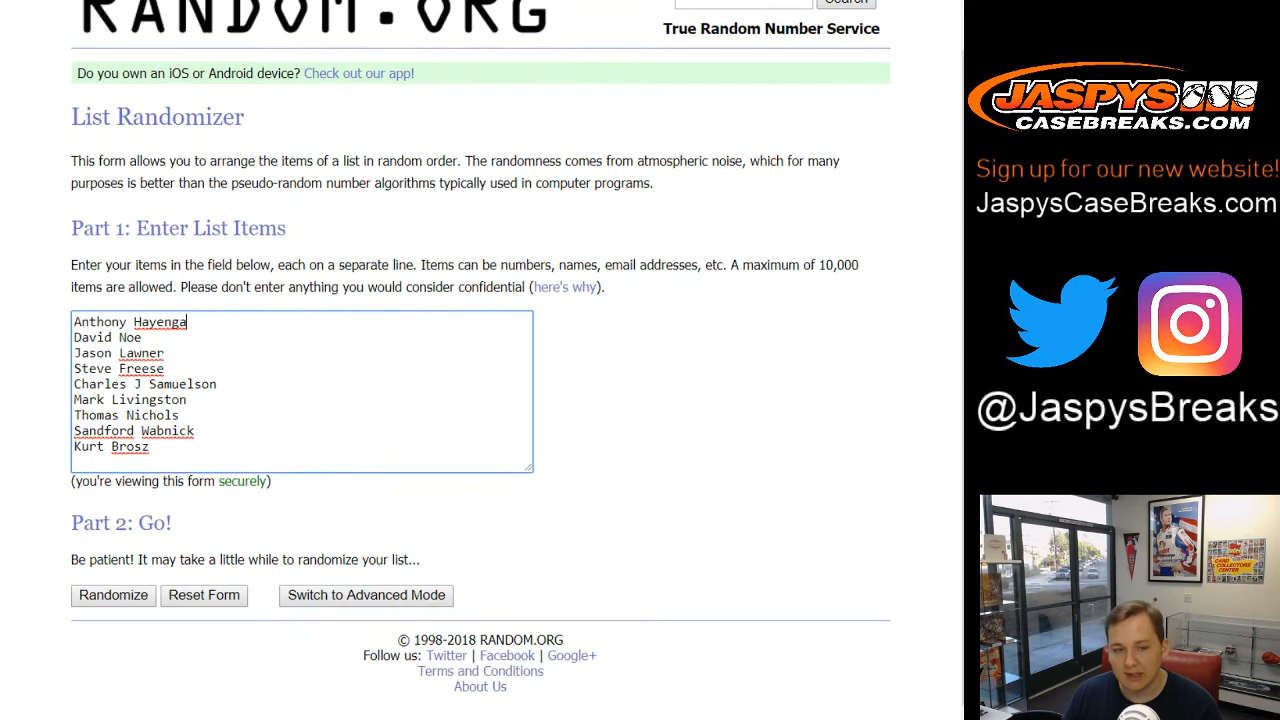 RANDOM.ORG
Search
True Random Number Service
Do you own an iOS or Android device? Check out our app!
List Randomizer
This form allows you to arrange the items of a list in random order. The randomness comes from atmospheric noise, which for many
purposes is better than the pseudo-random number algorithms typically used in computer programs.
Part 1: Enter List Items
Enter your items in the field below, each on a separate line. Items can be numbers, names, email addresses, etc. A maximum of 10,000
items are allowed. Please don't enter anything you would consider confidential (here's why).
Anthony Hayenga
David Noe
Jason Lawner
Steve Freese
Charles J Samuelson
Mark Livingston
Thomas Nichols
Sandford Wabnick
Kurt Brosz
(you're viewing this form securely)
Part 2: Go!
Be patient! It may take a little while to randomize your list...
Randomize
Reset Form
Switch to Advanced Mode
© 1998-2018 RANDOM.ORG
Follow us: Twitter | Facebook | Google+
Terms and Conditions
About Us
JASPYS
CASEBREAKS.COM
Sign up for our new website!
JaspysCaseBreaks.com
@JaspysBreaks
CARD
COLLECTORS
CENTER